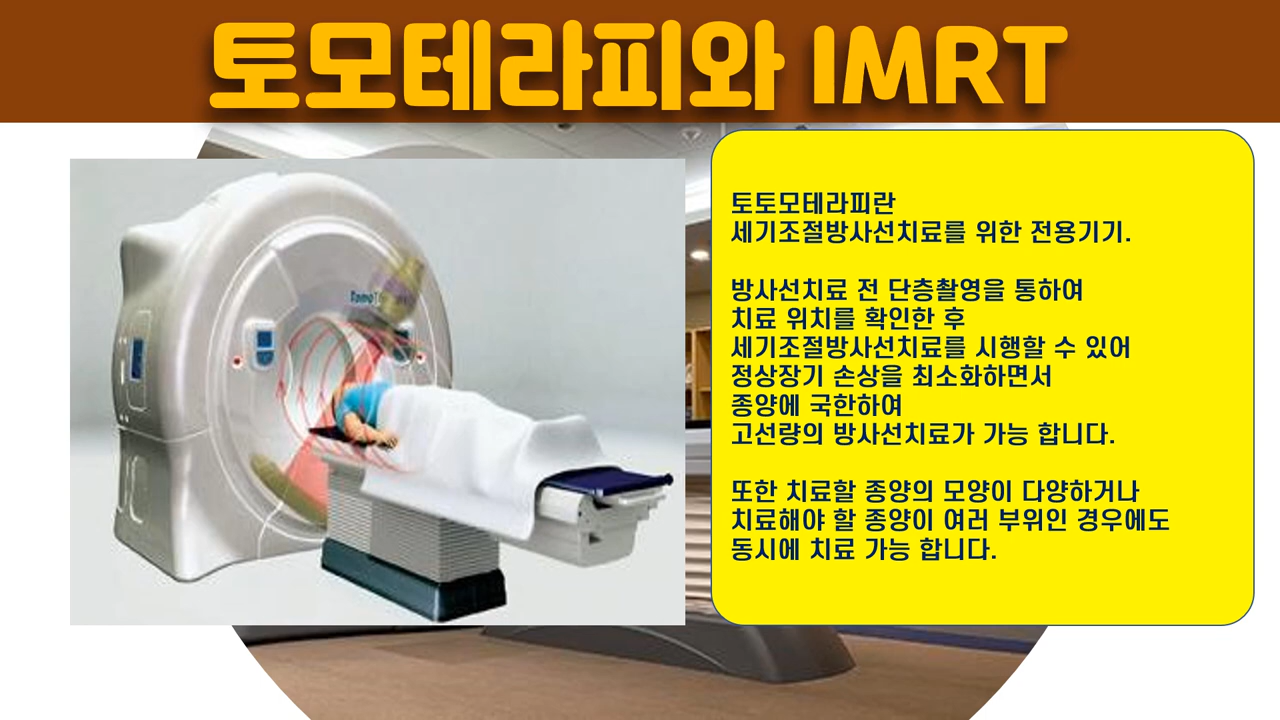 토모테라피와 IMRT
토토모테라피란
세기조절방사선치료를 위한 전용기기.
방사선치료 전 단층촬영을 통하여
치료 위치를 확인한 후
세기조절방사선치료를 시행할 수 있어
정상장기 손상을 최소화하면서
종양에 국한하여
고선량의 방사선치료가 가능 합니다.
또한 치료할 종양의 모양이 다양하거나
치료해야 할 종양이 여러 부위인 경우에도
동시에 치료 가능 합니다.